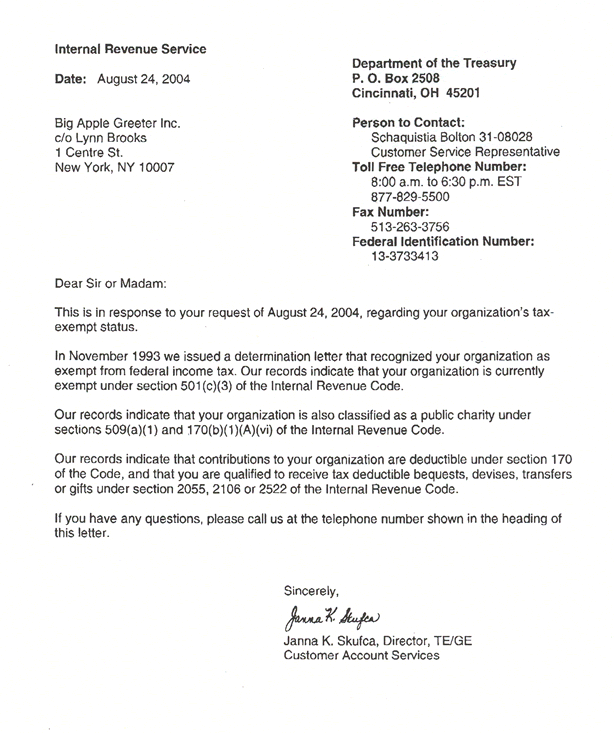 Internal Revenue Service
Date: August 24, 2004
Big Apple Greeter Inc.
c/o Lynn Brooks
1 Centre St.
New York, NY 10007
Department of the Treasury
P. O. Box 2508
Cincinnati, OH 45201
Person to Contact:
Schaquistia Bolton 31-08028
Customer Service Representative
Toll Free Telephone Number:
8:00 a.m. to 6:30 p.m. EST
877-829-5500
Fax Number:
513-263-3756
Federal Identification Number:
13-3733413
Dear Sir or Madam:
This is in response to your request of August 24, 2004, regarding your organization's tax-
exempt status.
In November 1993 we issued a determination letter that recognized your organization as
exempt from federal income tax. Our records indicate that your organization is currently
exempt under section 501(c)(3) of the Internal Revenue Code.
Our records indicate that your organization is also classified as a public charity under
sections 509(a)(1) and 170(b)(1)(A)(vi) of the Internal Revenue Code.
Our records indicate that contributions to your organization are deductible under section 170
of the Code, and that you are qualified to receive tax deductible bequests, devises, transfers
or gifts under section 2055, 2106 or 2522 of the Internal Revenue Code.
If you have any questions, please call us at the telephone number shown in the heading of
this letter.
Sincerely,
Janna K. Skufca
Janna K. Skufca, Director, TE/GE
Customer Account Services